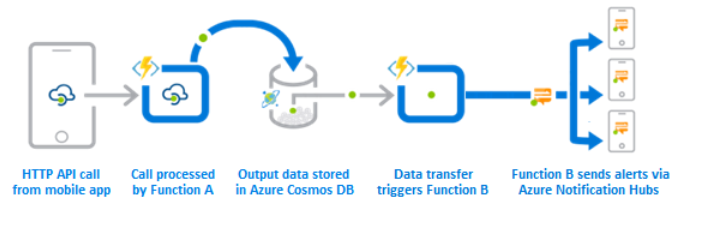 HTTP API call
from mobile app
Call processed
by Function A
Output data stored
in Azure Cosmos DB
Data transfer
triggers Function B
Function B sends alerts via
Azure Notification Hubs